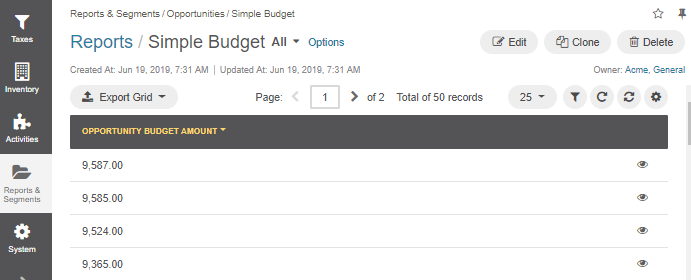 Reports & Segments / Opportunities / Simple Budget
Reports / Simple Budget All Options
Edit
Clone
Delete
Created At: Jun 19, 2019, 7:31 AM | Updated At: Jun 19, 2019, 7:31 AM
Owner: Acme, General
Export Grid
Page: 1 of 2 Total of 50 records
25
OPPORTUNITY BUDGET AMOUNT
9,587.00
9,585.00
9,524.00
9,365.00
Taxes
Inventory
Activities
Reports &
Segments
System